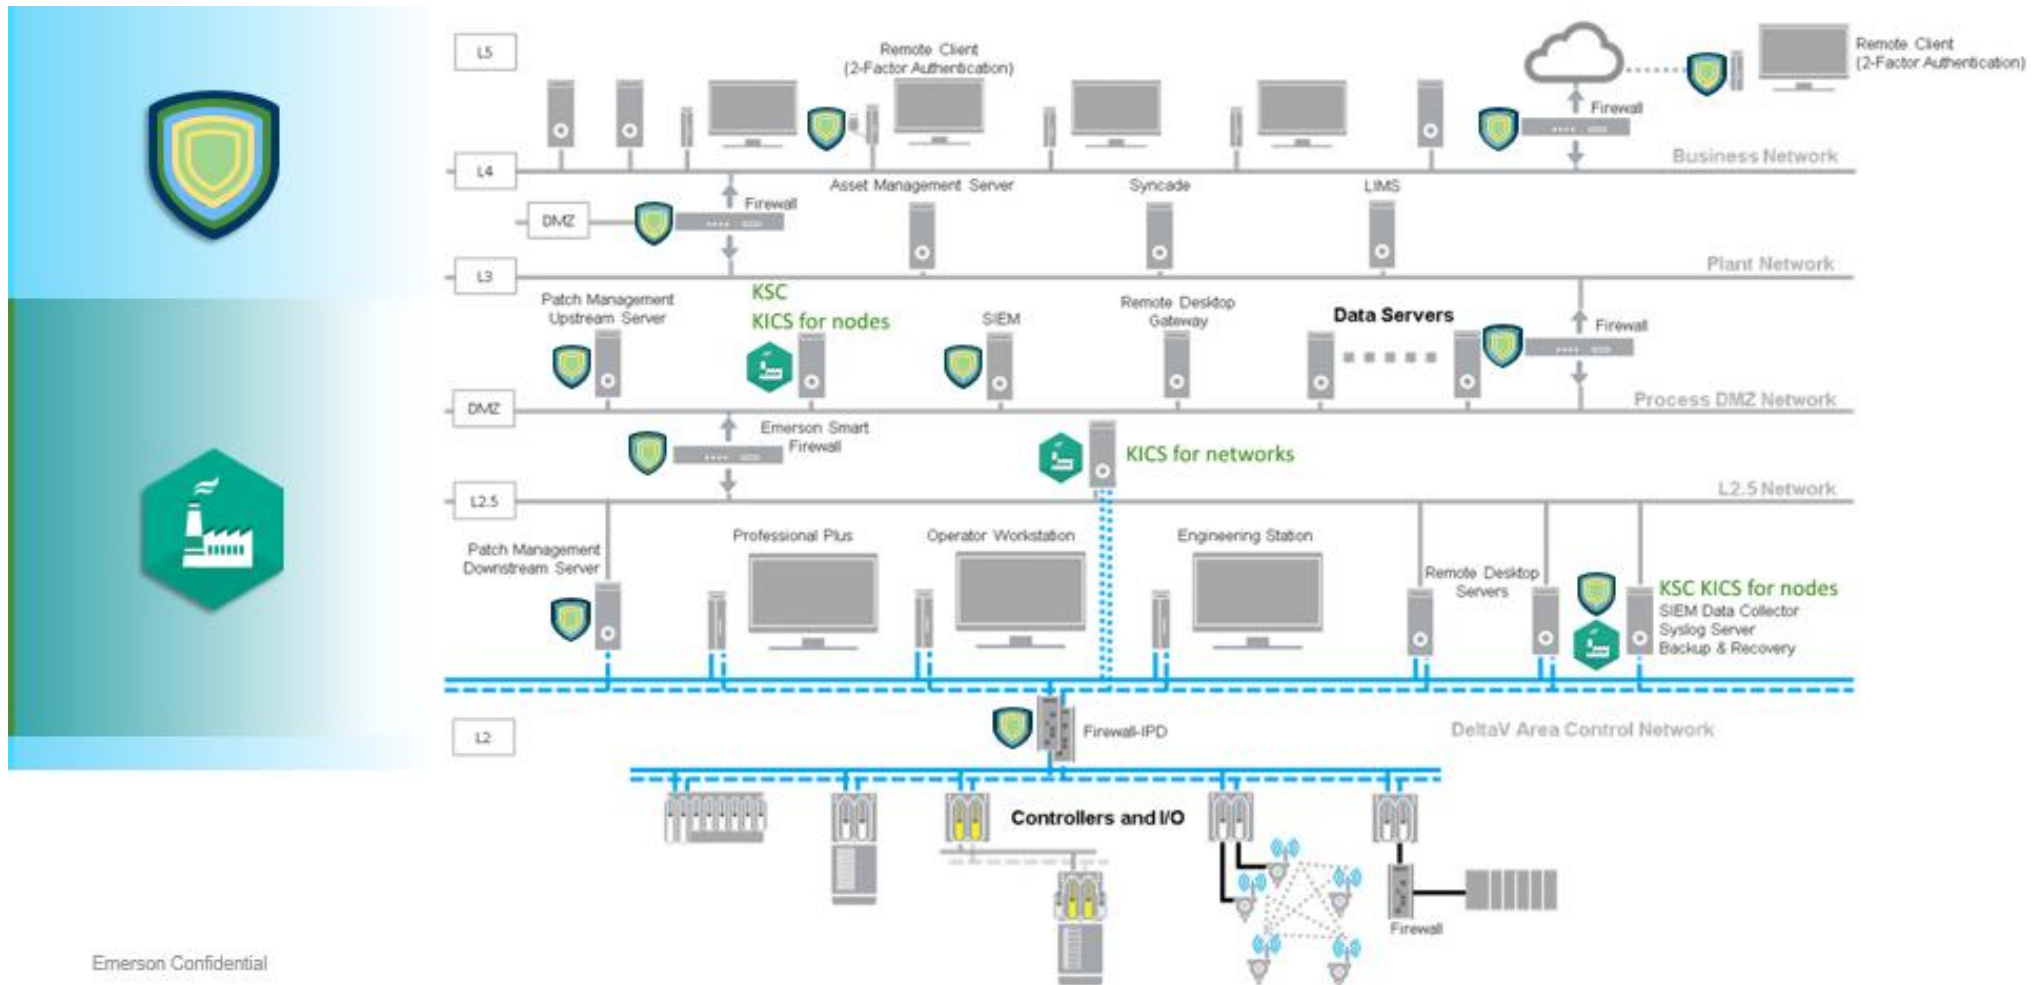 L5
Remote Client
(2-Factor Authentication)
Remote Client
(2-Factor Authentication)
Firewall
Business Network
L4
Asset Management Server
Syncade
LIMS
Firewall
DMZ
Plant Network
L3
Patch Management
Upstream Server
KSC
KICS for nodes
SIEM
Remote Desktop
Gateway
Data Servers
Firewall
Process DMZ Network
DMZ
Emerson Smart
Firewall
KICS for networks
L2.5 Network
L2.5
Patch Management
Downstream Server
Professional Plus
Operator Workstation
Engineering Station
Remote Desktop
Servers
KSC KICS for nodes
SIEM Data Collector
Syslog Server
Backup & Recovery
L2
Firewall-IPD
DeltaV Area Control Network
Controllers and I/O
Firewall
Emerson Confidential